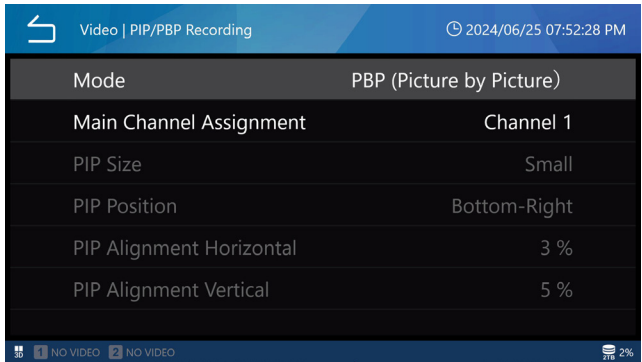 Video | PIP/PBP Recording 2024/06/25 07:52:28 PM
Mode PBP (Picture by Picture）
Main Channel Assignment Channel 1
PIP Size Small
PIP Position Bottom-Right
PIP Alignment Horizontal 3 %
PIP Alignment Vertical 5 %
3D 1 NO VIDEO 2 NO VIDEO 2TB 2%